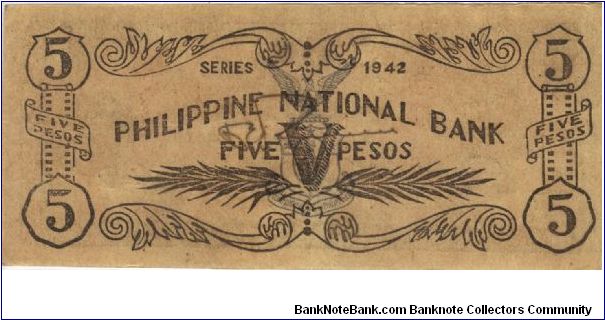 5 5
SERIES 1942
FIVE PESOS FIVE PESOS
PHILIPPINE NATIONAL BANK
FIVE V PESOS
5 5
BankNoteBank.com Banknote Collectors Community